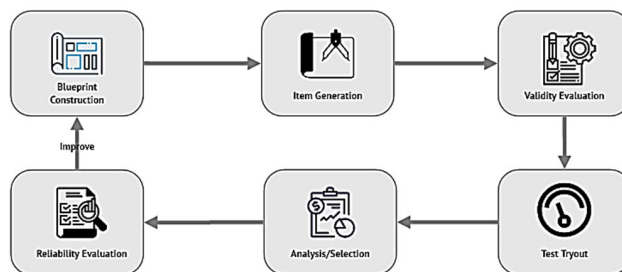 Blueprint
Construction
Item Generation
Validity Evaluation
Improve
Reliability Evaluation
Analysis/Selection
Test Tryout